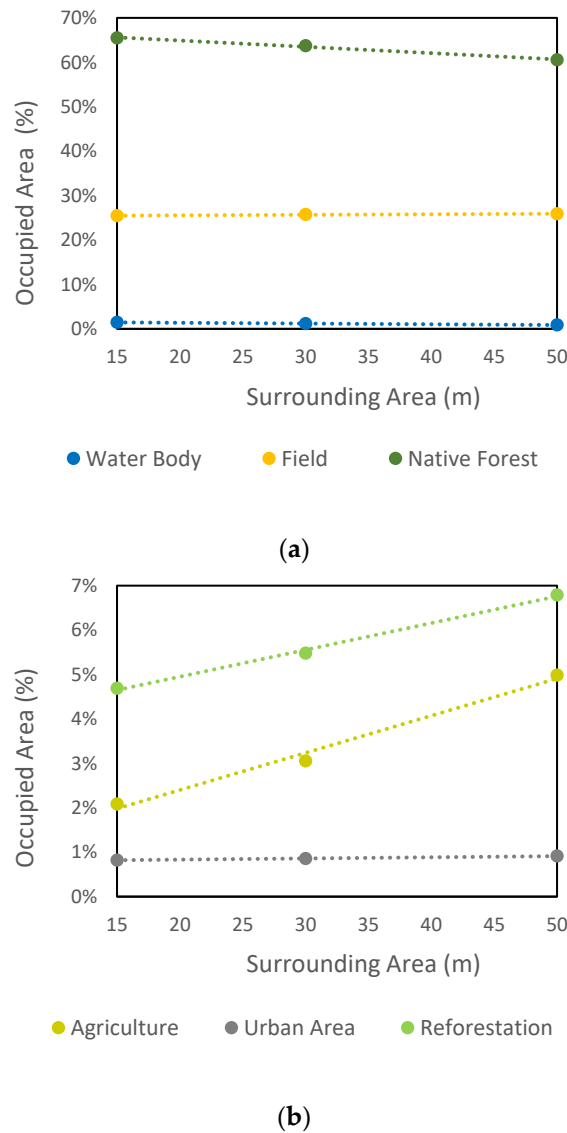 70%
60%
50%
40%
30%
20%
10%
0%
Occupied Area (%)
15 20 25 30 35 40 45 50
Surrounding Area (m)
Water Body Field Native Forest
(a)
7%
6%
5%
4%
3%
2%
1%
0%
Occupied Area (%)
15 20 25 30 35 40 45 50
Surrounding Area (m)
Agriculture Urban Area Reforestation
(b)